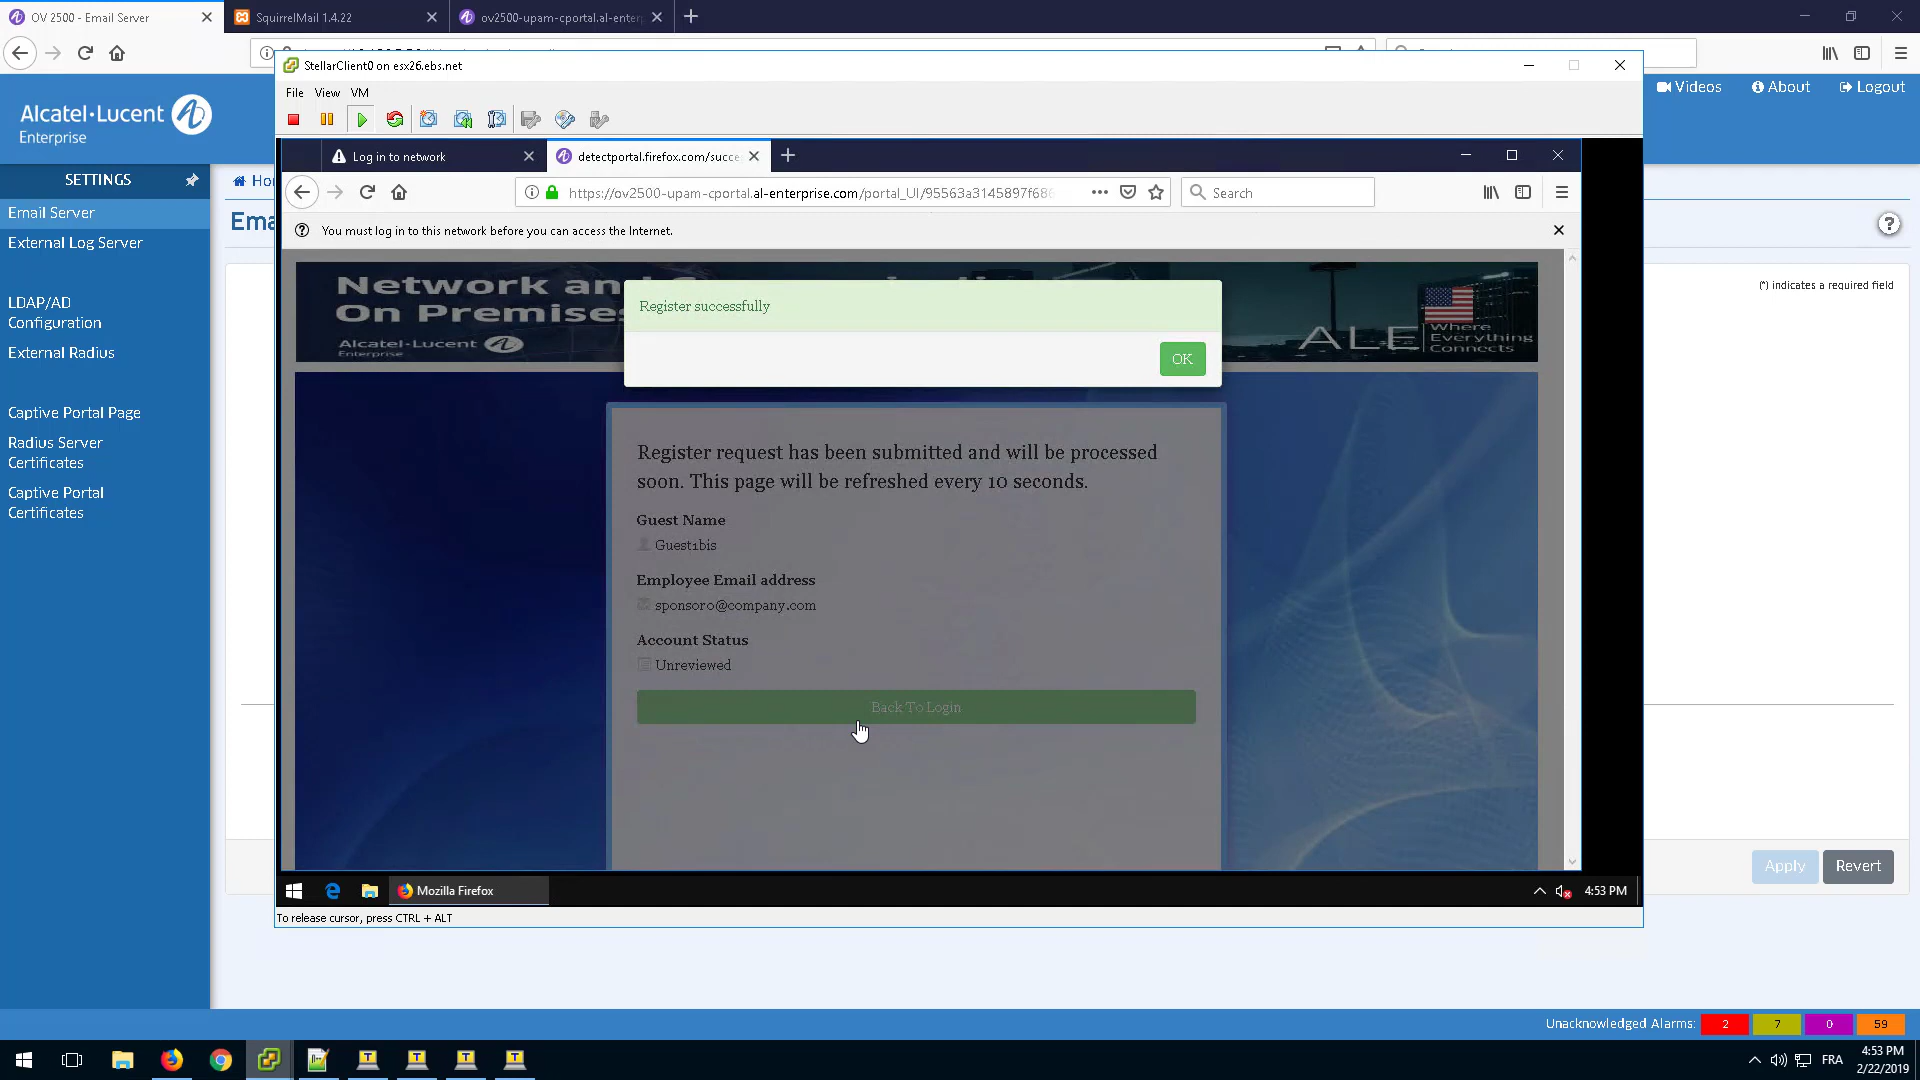 OV 2500 - Email Server
SquirrelMail 1.4.22
ov2500-upam-cportal.al-enter
StellarClient0 on esx26.ebs.net
File View VM
Videos About Logout
Alcatel·Lucent
Enterprise
Log in to network
detectportal.firefox.com/succe
SETTINGS
Email Server
External Log Server
LDAP/AD
Configuration
External Radius
Captive Portal Page
Radius Server
Certificates
Captive Portal
Certificates
Ho
Ema
https://ov2500-upam-cportal.al-enterprise.com/portal_UI/95563a3145897f68
Search
You must log in to this network before you can access the Internet.
(*) indicates a required field
Network and
On Premises
Alcatel·Lucent
Enterprise
ALE
Where
Everything
Connects
Register successfully
OK
Register request has been submitted and will be processed
soon. This page will be refreshed every 10 seconds.
Guest Name
Guest1bis
Employee Email address
sponsor0@company.com
Account Status
Unreviewed
Back To Login
Apply
Revert
Mozilla Firefox
4:53 PM
To release cursor, press CTRL + ALT
Unacknowledged Alarms: 2 7 0 59
FRA
4:53 PM
2/22/2019